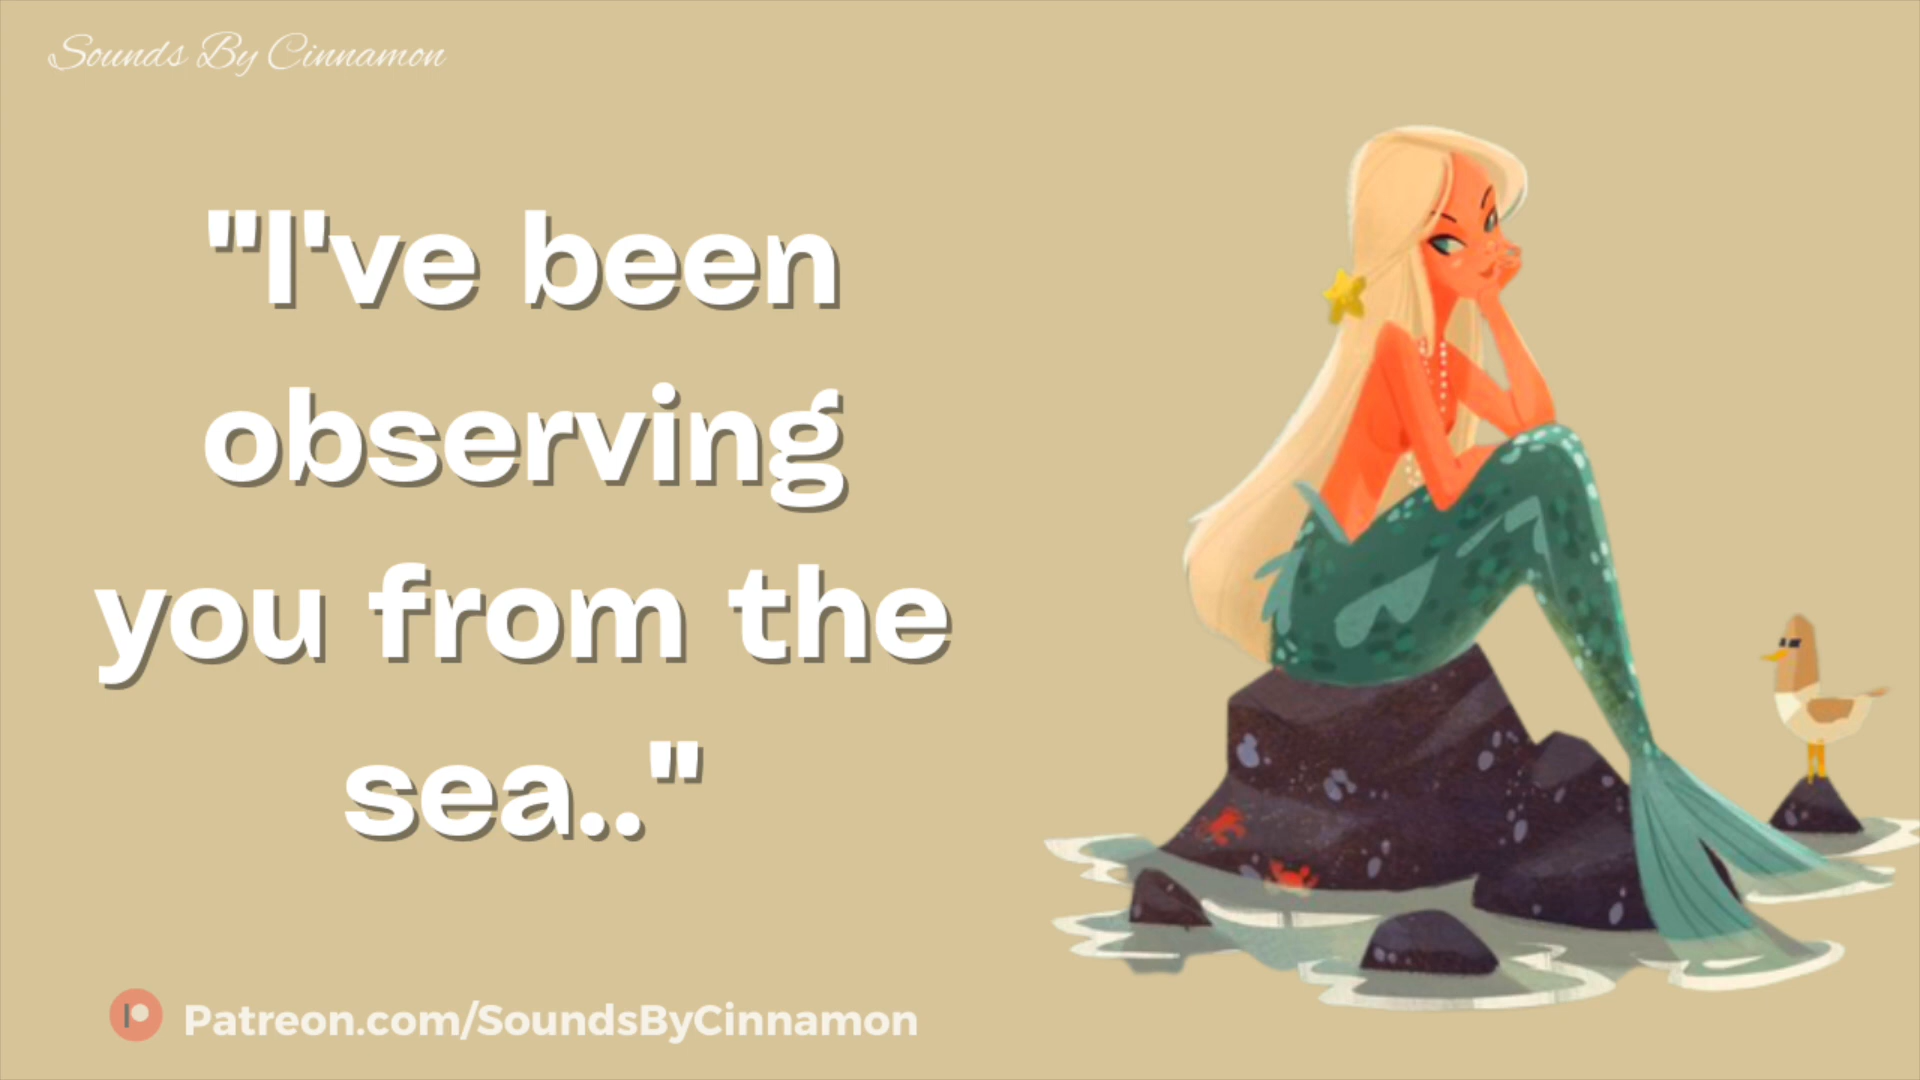 Sounds By Cinnamon
"I've been
observing
you from the
sea.."
Patreon.com/SoundsByCinnamon